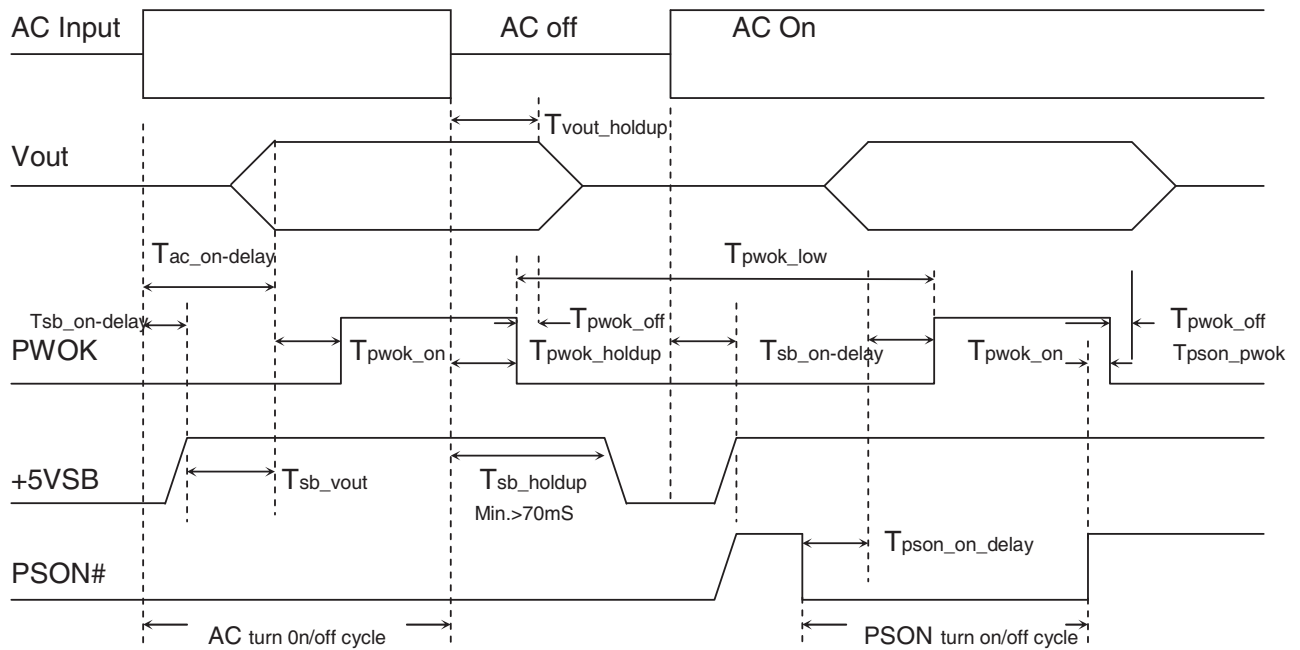 AC Input
AC off
AC On
Tvout_holdup
Vout
Tac_on-delay
Tpwok_low
Tsb_on-delay
Tpwok_off
Tpwok_off
PWOK
Tpwok_on
Tpwok_holdup
Tsb_on-delay
Tpwok_on
Tpson_pwok
+5VSB
Tsb_vout
Tsb_holdup
Min.>70mS
Tpson_on_delay
PSON#
AC turn 0n/off cycle
PSON turn on/off cycle